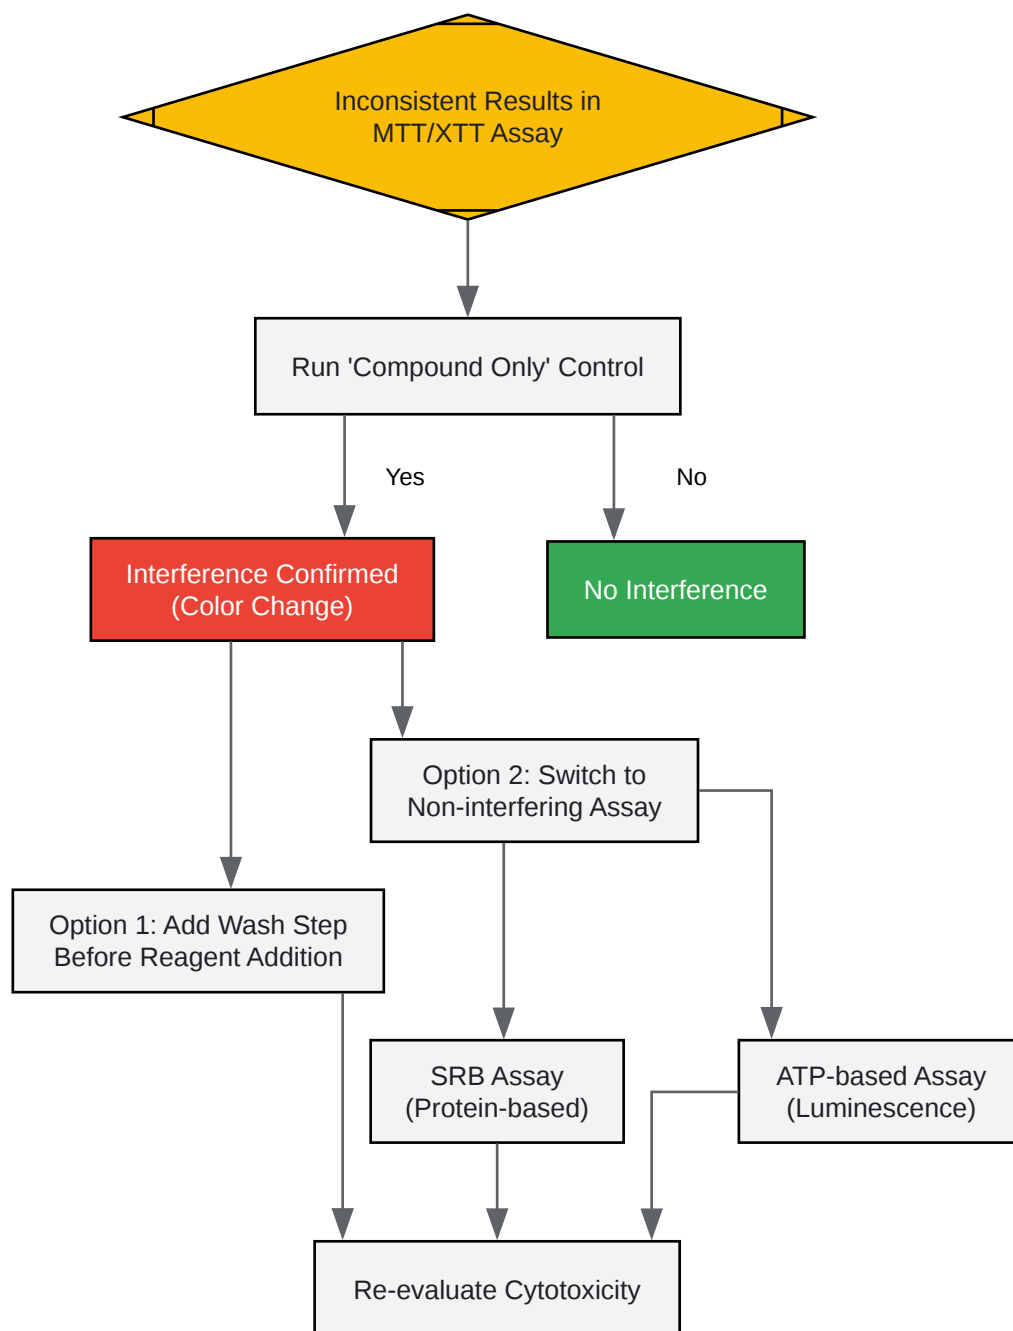 Inconsistent Results in
MTT/XTT Assay
Run 'Compound Only' Control
Yes
No
Interference Confirmed
(Color Change)
No Interference
Option 2: Switch to
Non-interfering Assay
Option 1: Add Wash Step
Before Reagent Addition
SRB Assay
(Protein-based)
ATP-based Assay
(Luminescence)
Re-evaluate Cytotoxicity